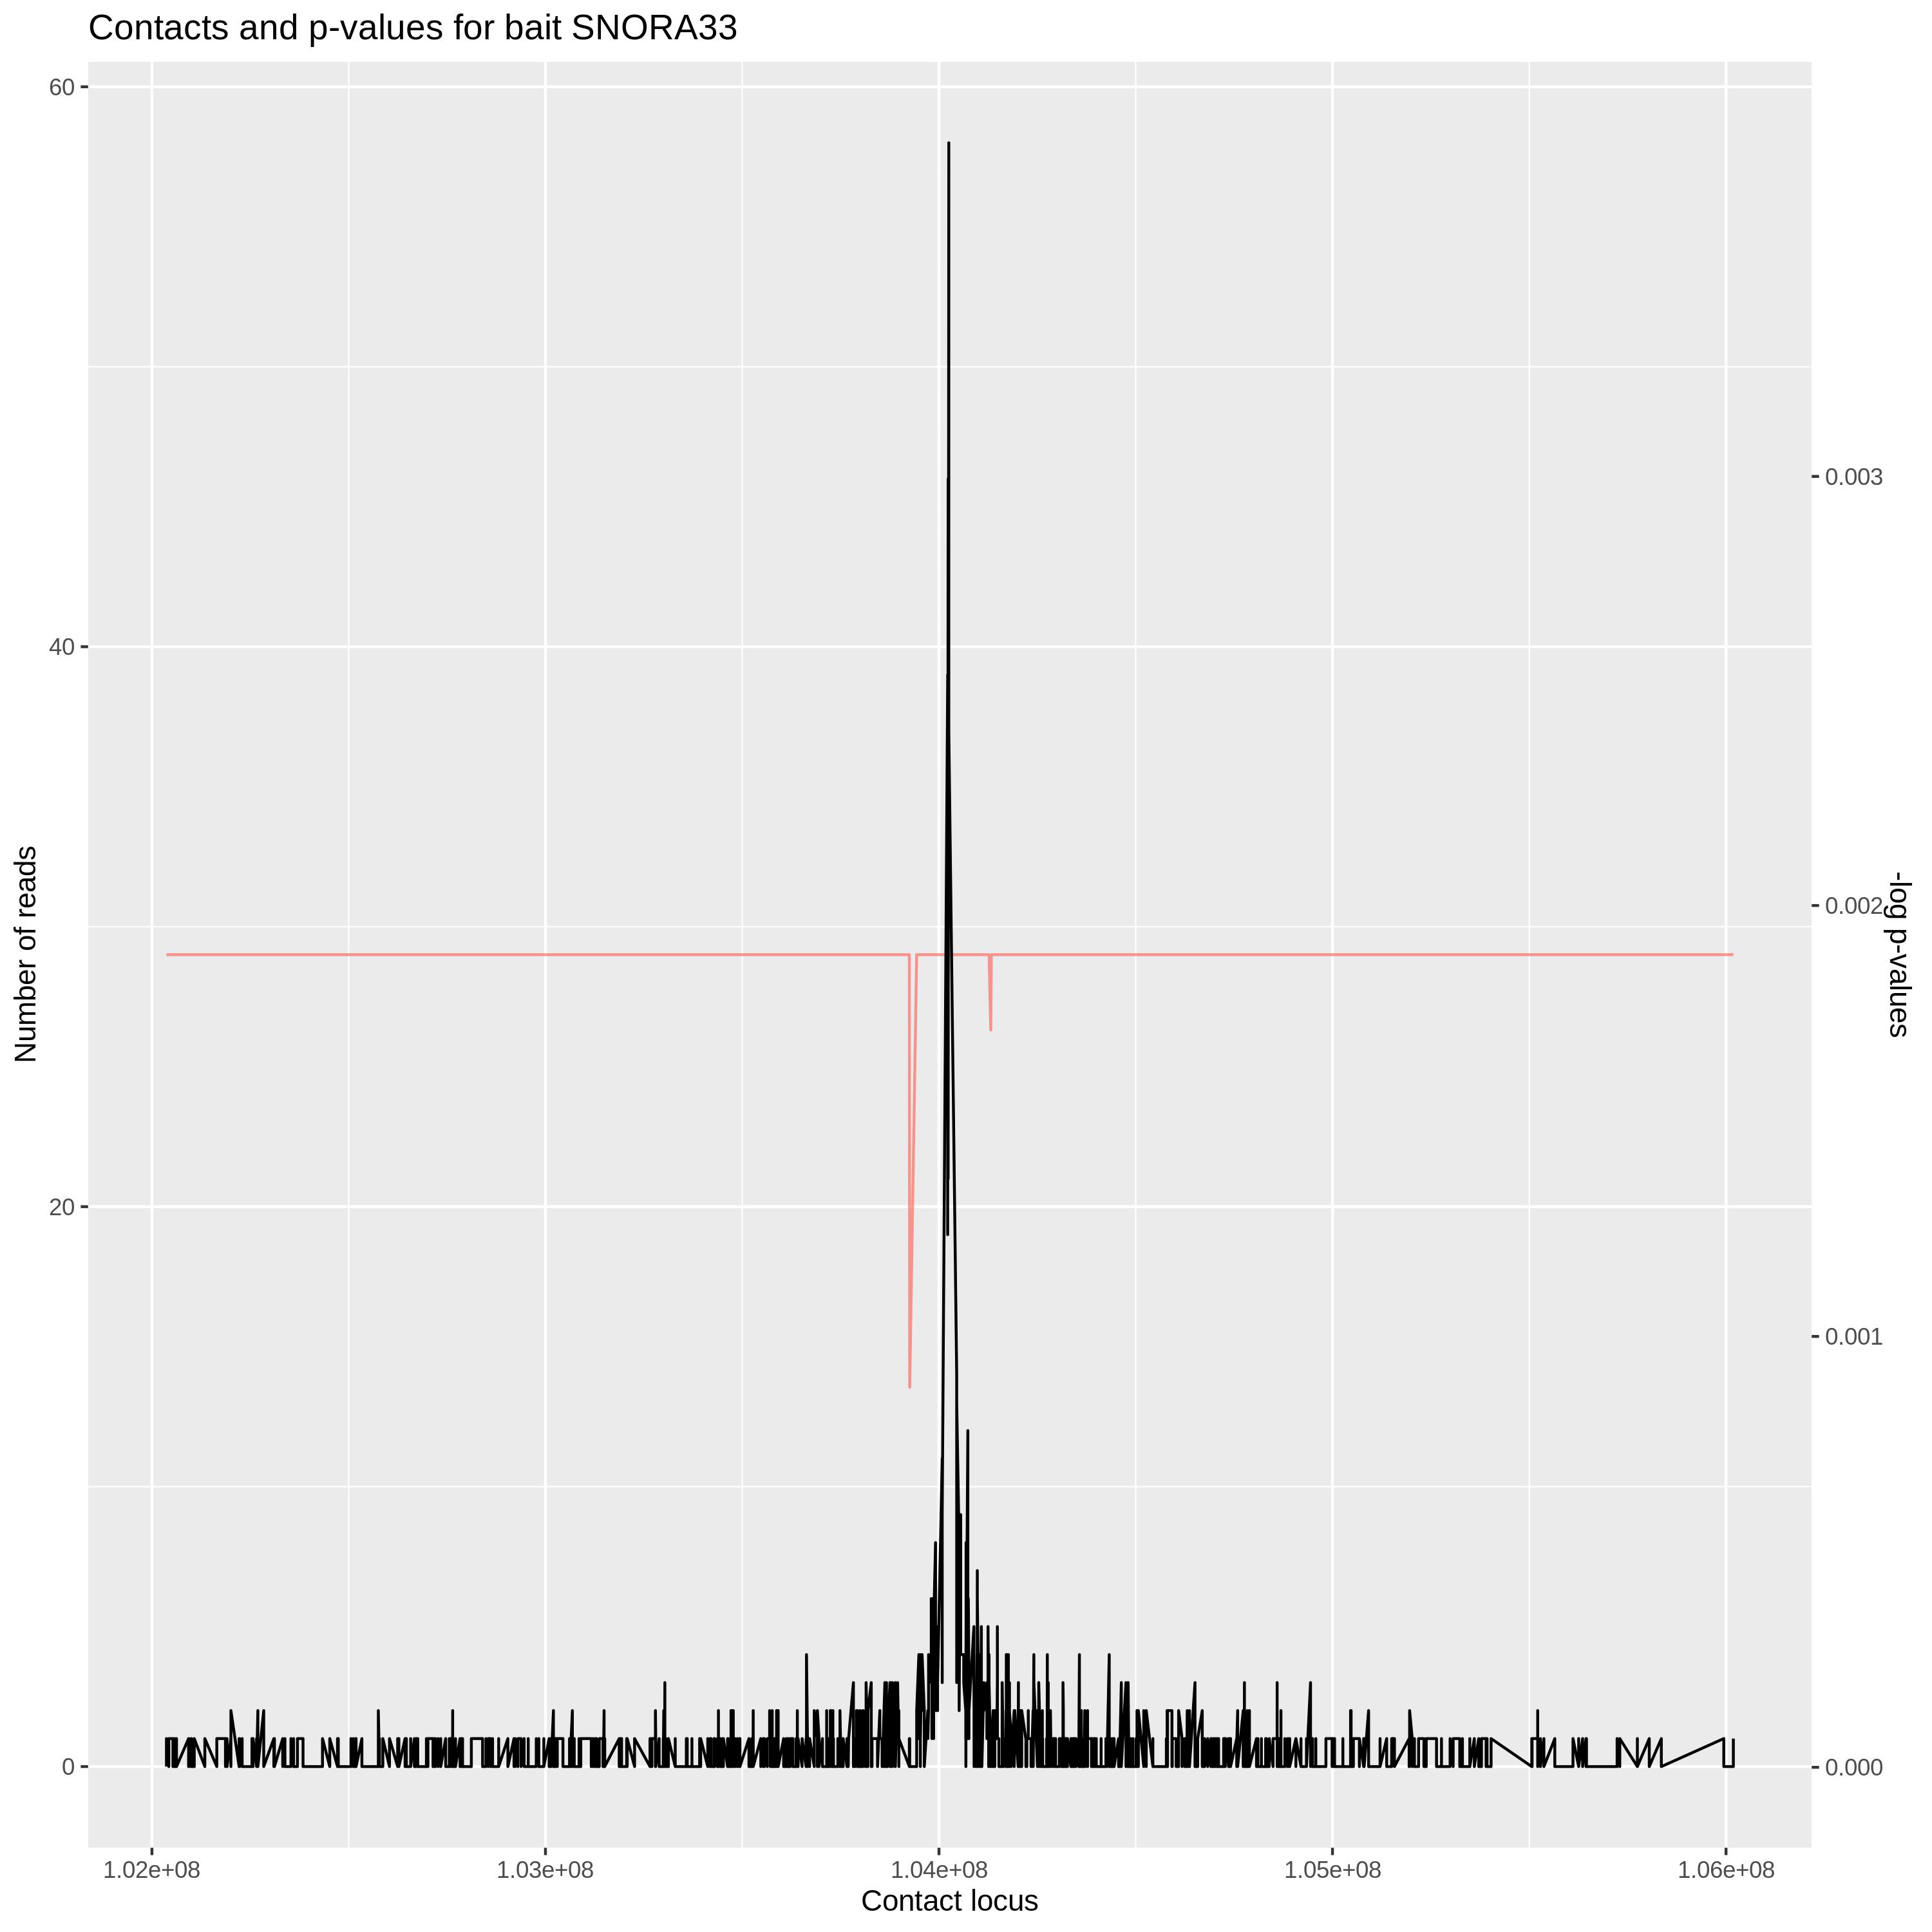 Contacts and p-values for bait SNORA33
60
40
20
0
Number of reads
0.003
0.002
0.001
0.000
-log p-values
1.02e+08
1.03e+08
1.04e+08
1.05e+08
1.06e+08
Contact locus